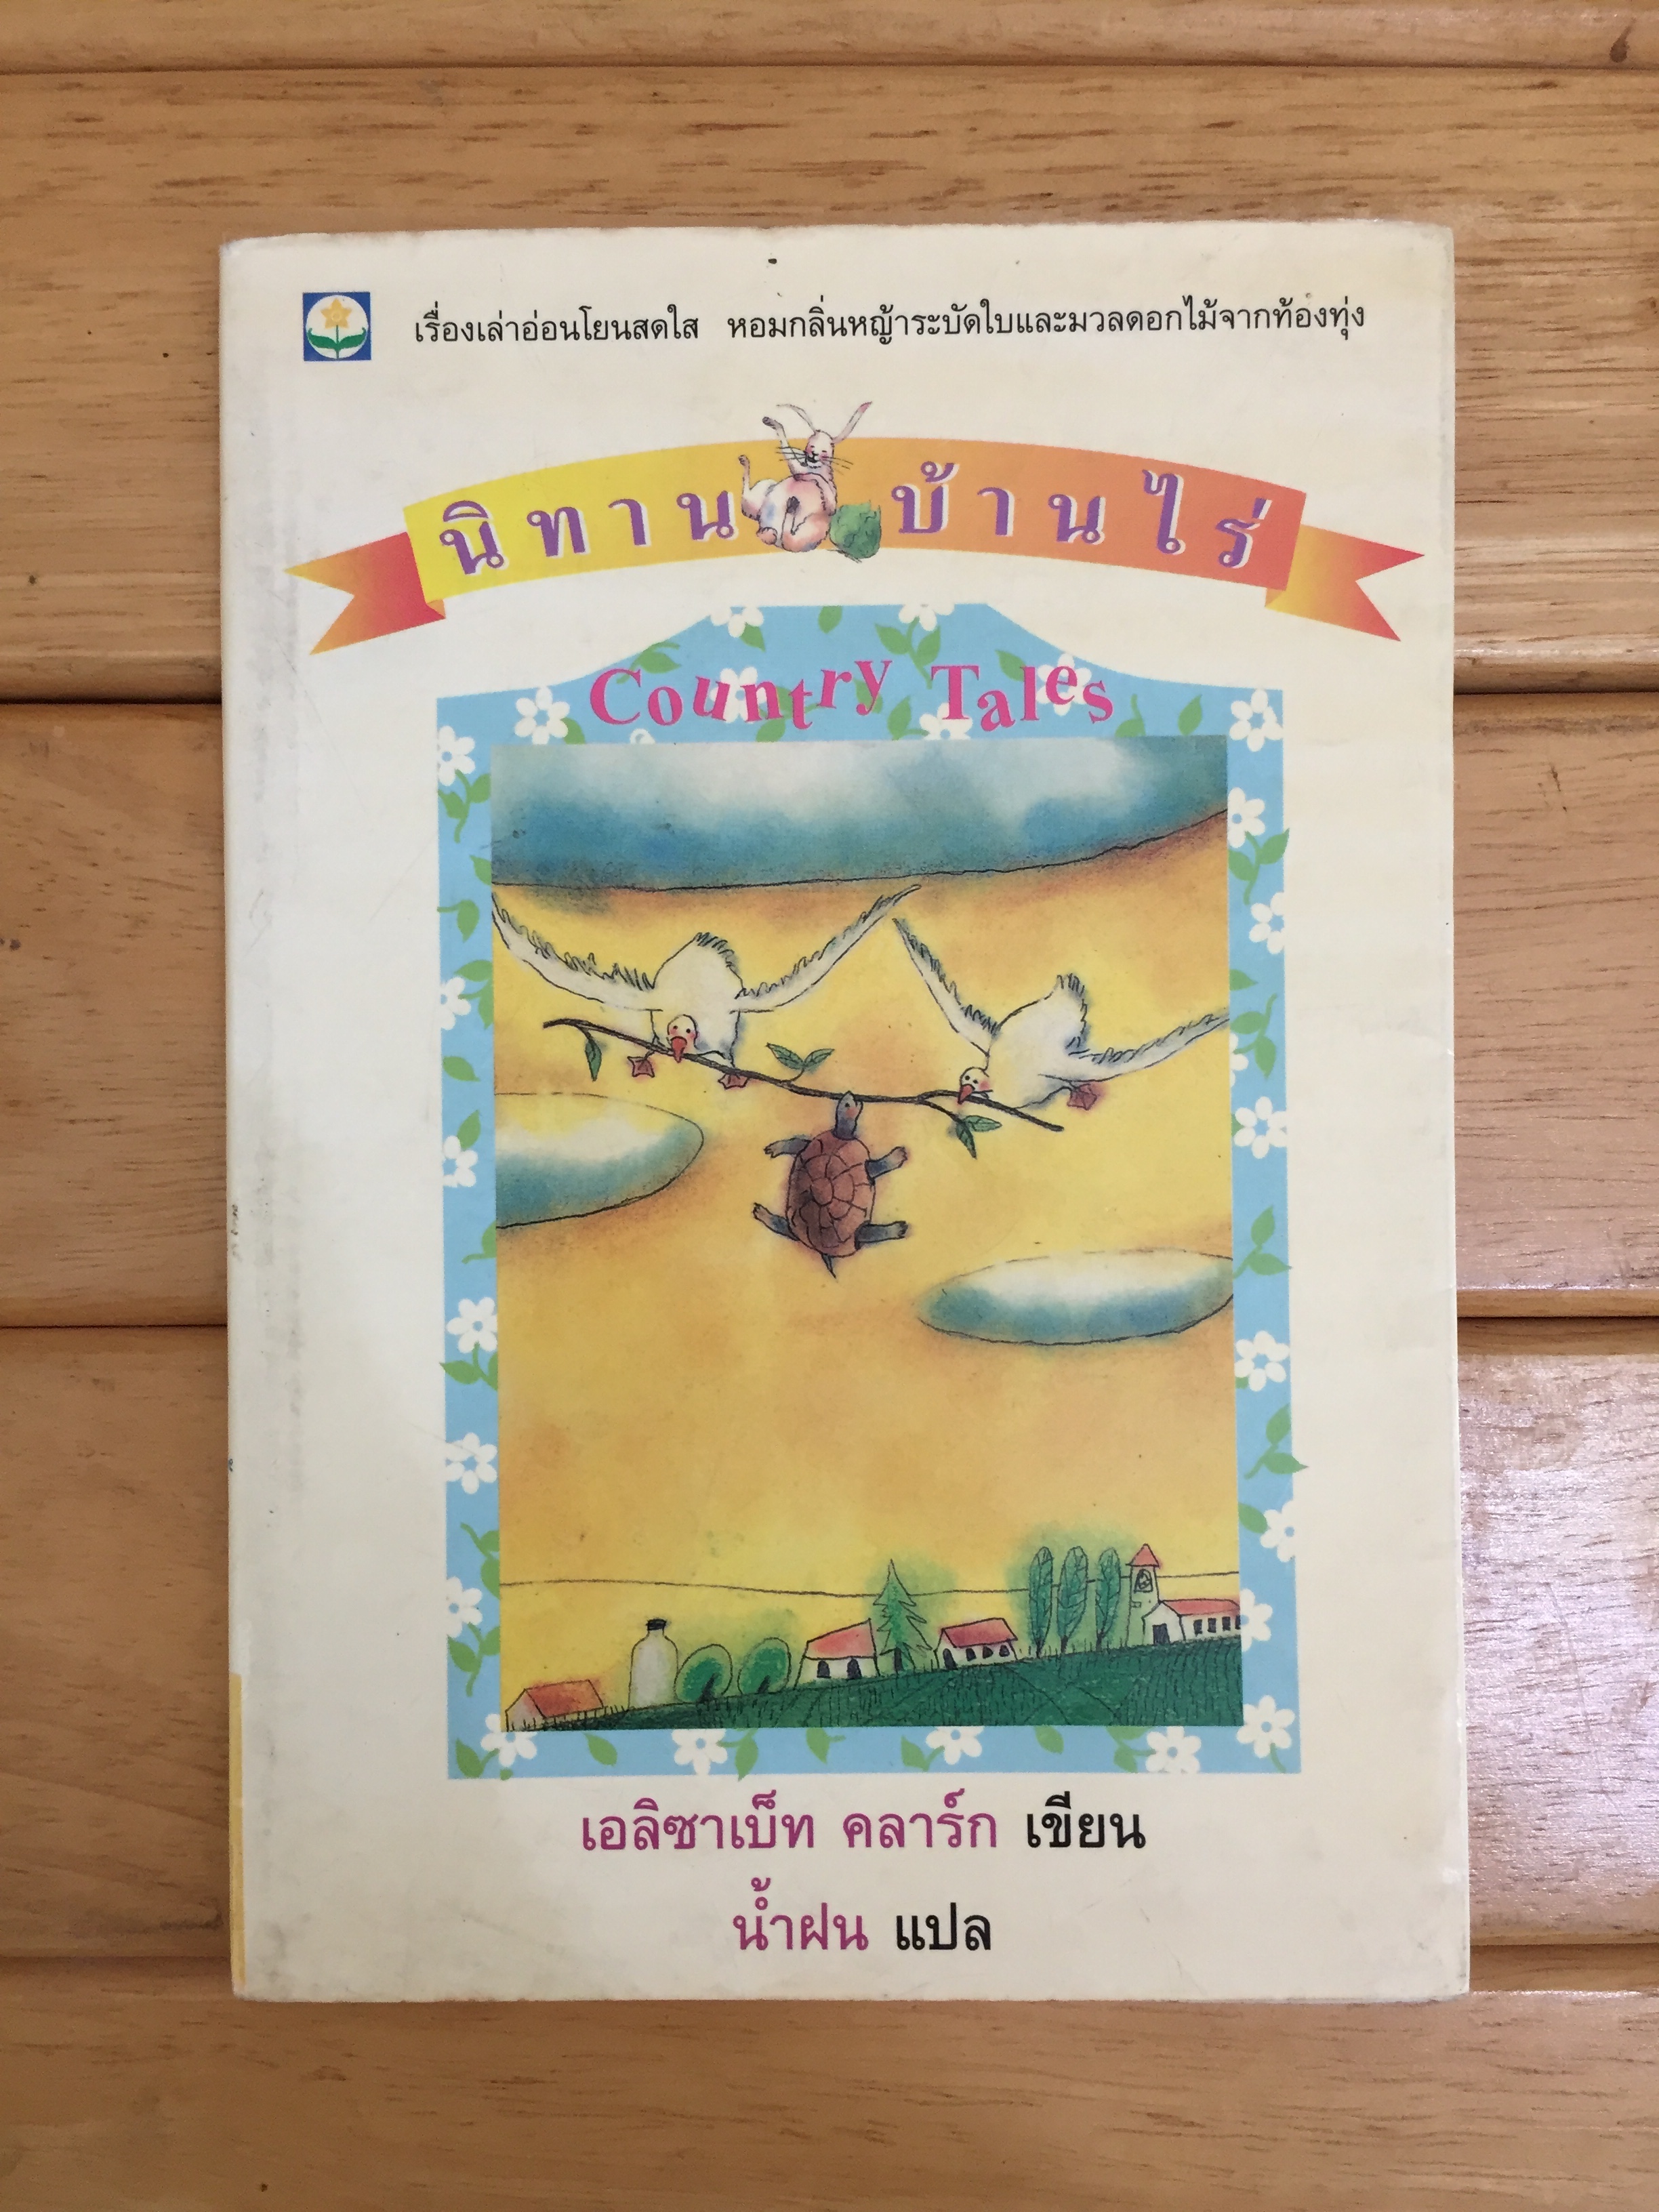 เรื่องเล่าอ่อนโยนสดใส หอมกลิ่นหญ้าระบัดใบและมวลดอกไม้จากท้องทุ่ง
นิทานบ้านไร่
Country Tales
เอลิซาเบ็ท คลาร์ก เขียน
น้ำฝน แปล